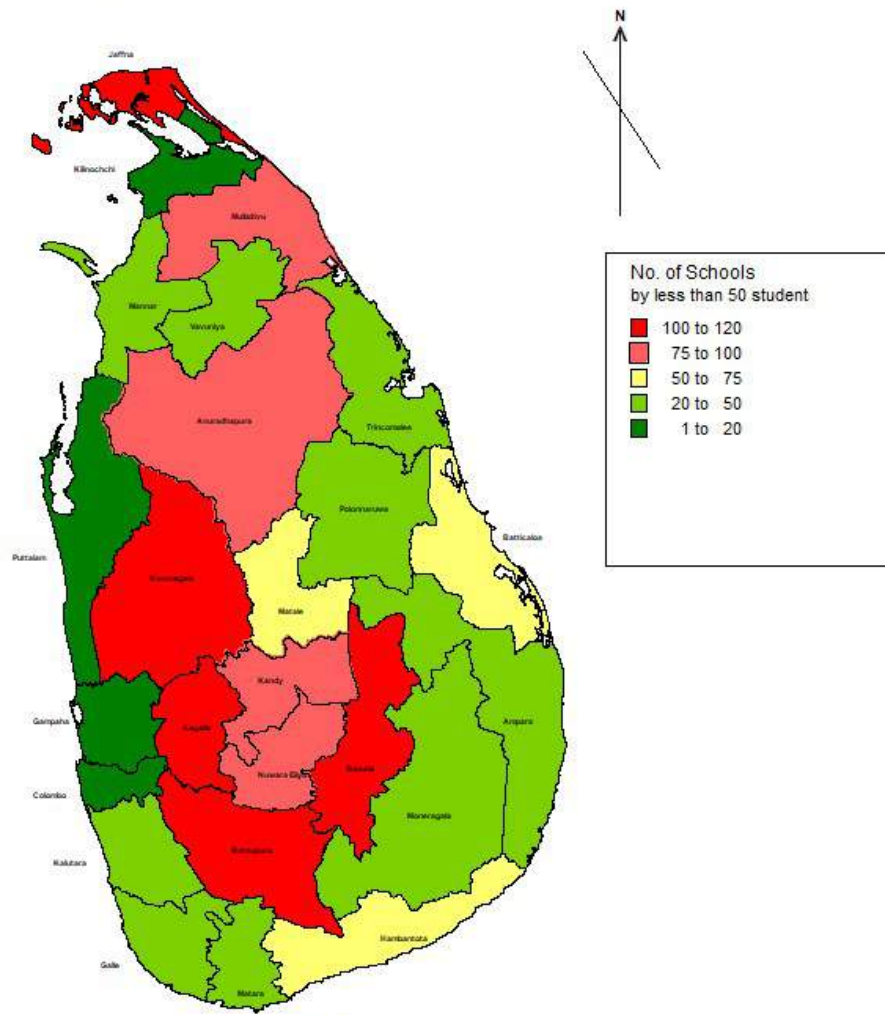 N
Jaffna
Kilinochchi
Mullaitivu
Mannar
Vavuniya
Anuradhapura
Trincomalee
Polonnaruwa
Batticaloa
Puttalam
Kurunegala
Matale
Kandy
Gampaha
Kegalle
Ampara
Nuwara Eliya
Badulla
Colombo
Moneragala
Ratnapura
Kalutara
Hambantota
Galle
Matara
No. of Schools
by less than 50 student
100 to 120
75 to 100
50 to 75
20 to 50
1 to 20